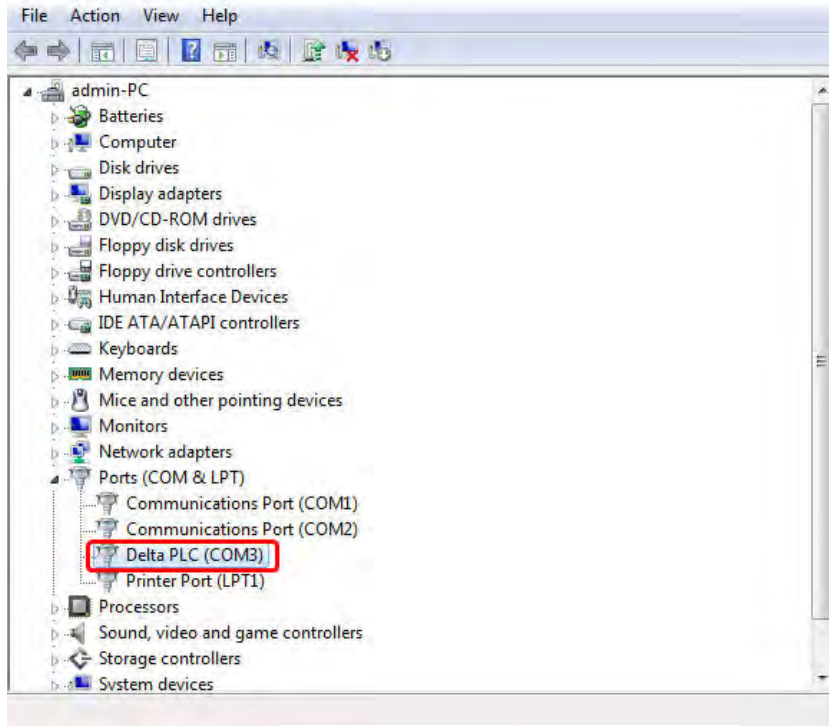 File Action View Help
admin-PC
Batteries
Computer
Disk drives
Display adapters
DVD/CD-ROM drives
Floppy disk drives
Floppy drive controllers
Human Interface Devices
IDE ATA/ATAPI controllers
Keyboards
Memory devices
Mice and other pointing devices
Monitors
Network adapters
Ports (COM & LPT)
Communications Port (COM1)
Communications Port (COM2)
Delta PLC (COM3)
Printer Port (LPT1)
Processors
Sound, video and game controllers
Storage controllers
System devices